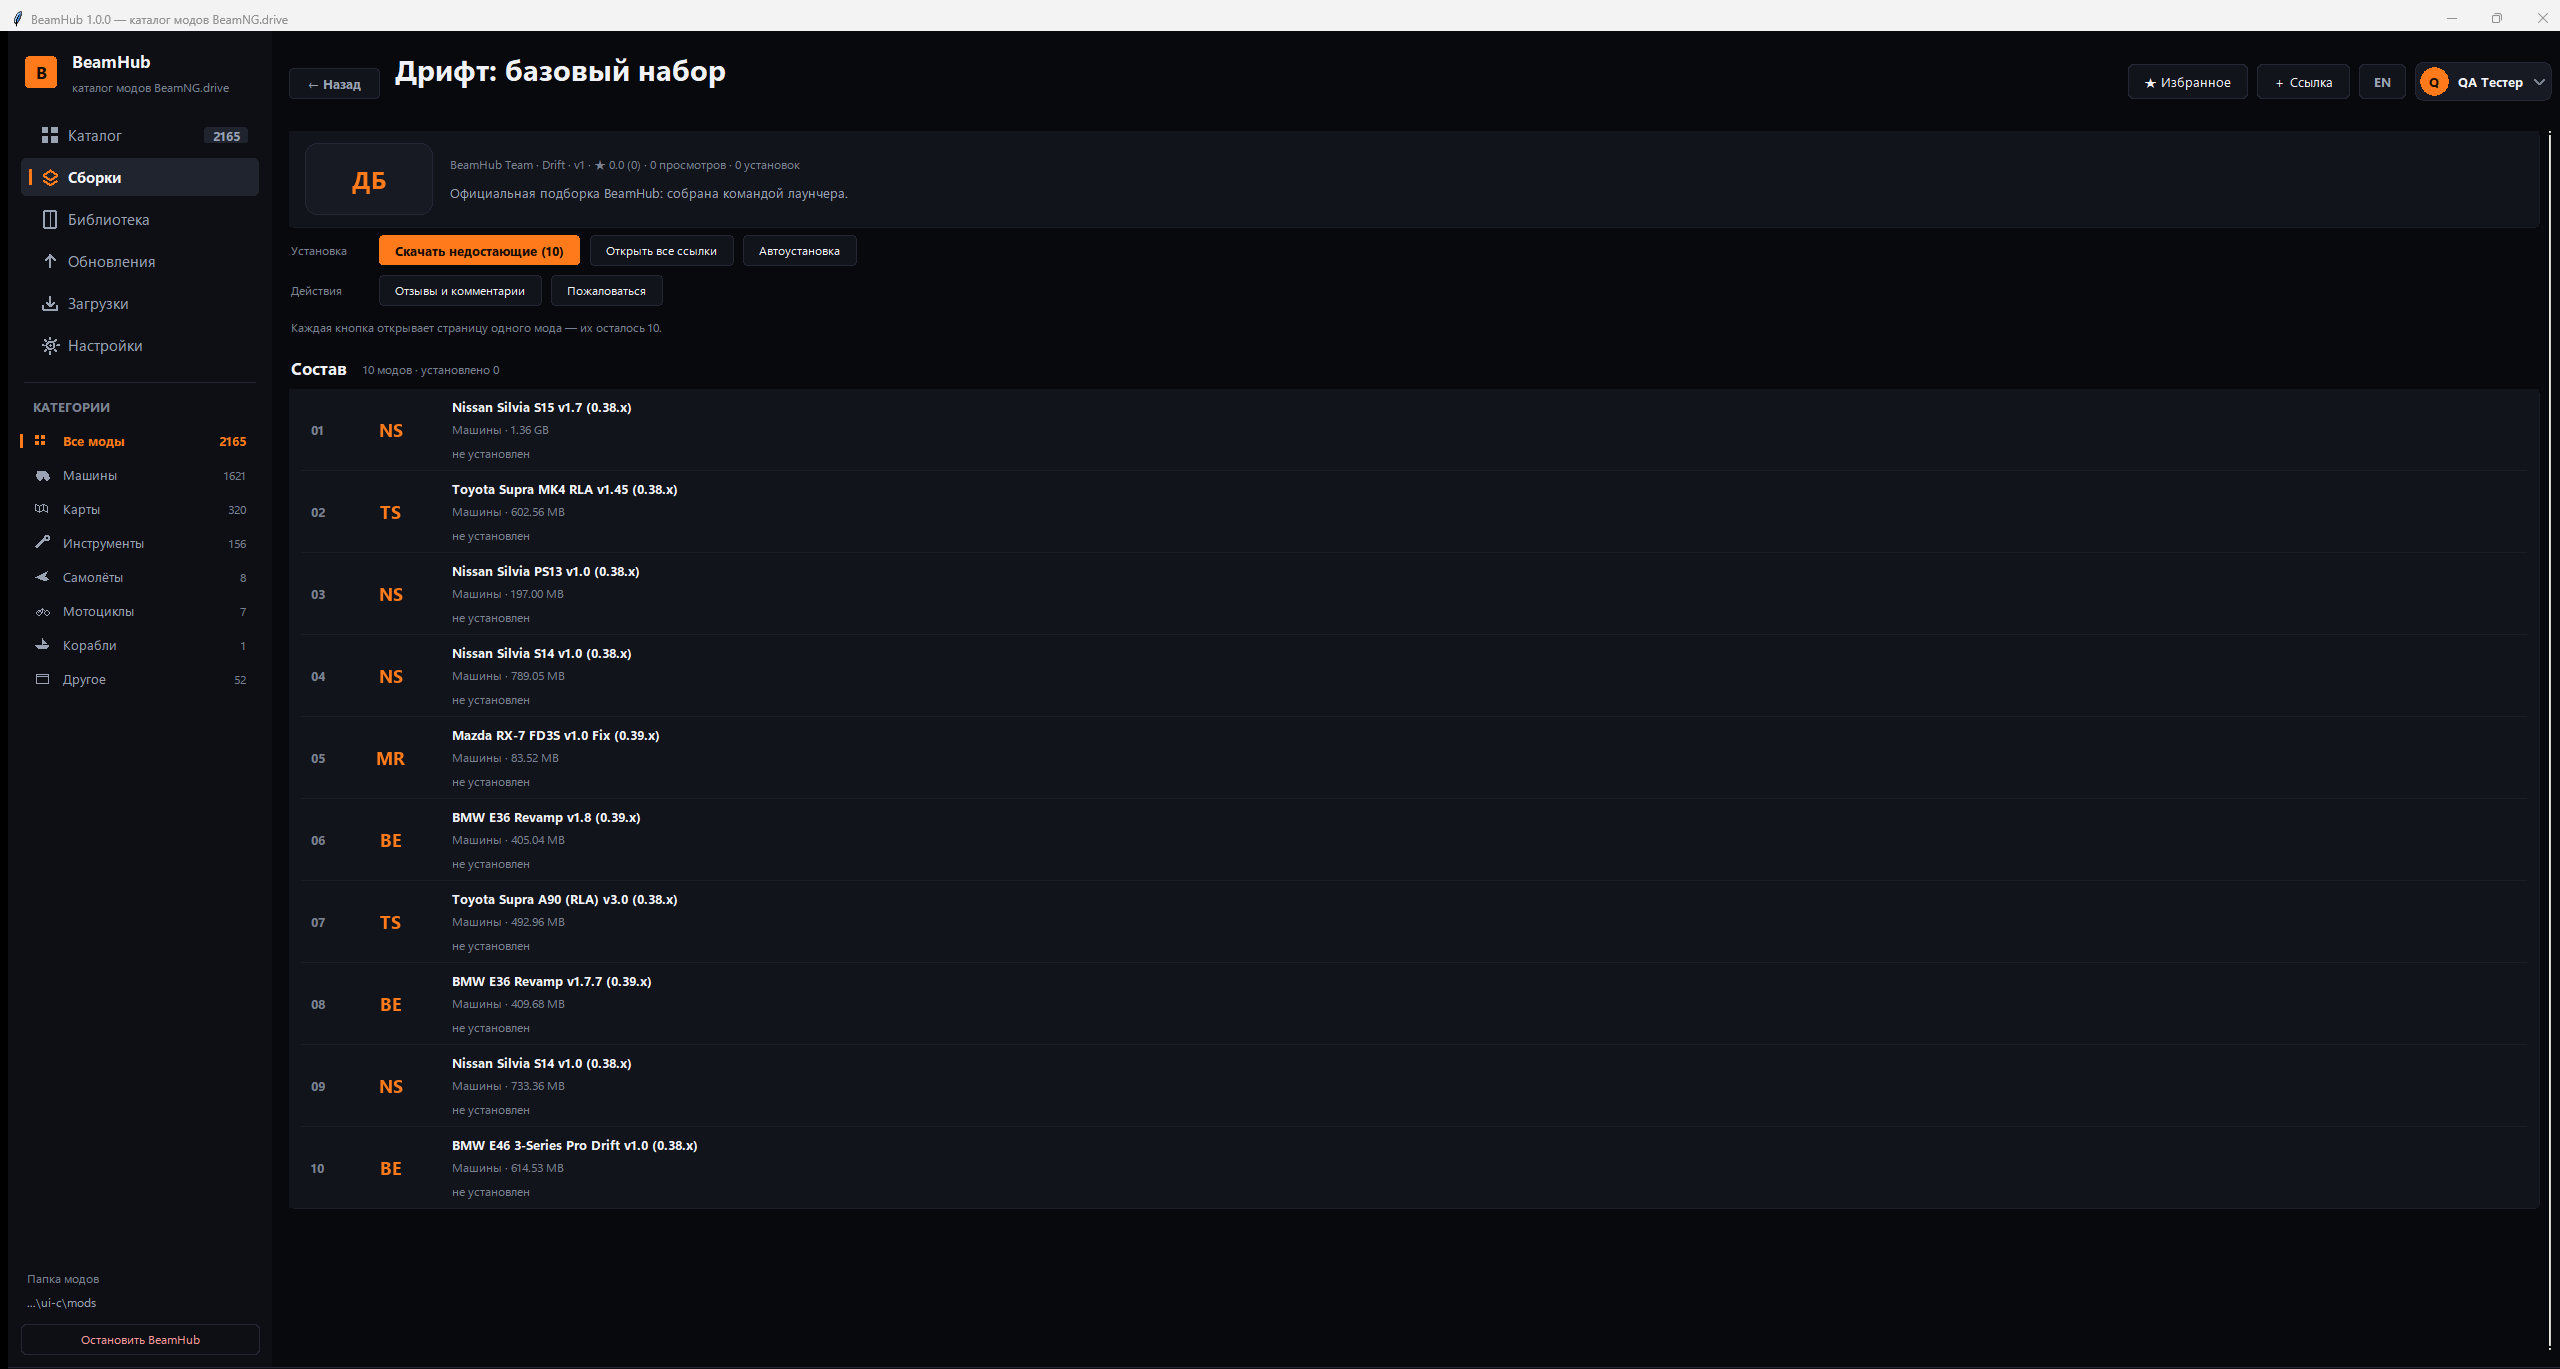 BeamHub 1.0.0 — каталог модов BeamNG.drive
B
BeamHub
каталог модов BeamNG.drive
Каталог 2165
Сборки
Библиотека
Обновления
Загрузки
Настройки
КАТЕГОРИИ
Все моды 2165
Машины 1621
Карты 320
Инструменты 156
Самолёты 8
Мотоциклы 7
Корабли 1
Другое 52
Папка модов
...\ui-c\mods
Остановить BeamHub
← Назад
Дрифт: базовый набор
★ Избранное
+ Ссылка
EN
Q
QA Тестер
ДБ
BeamHub Team · Drift · v1 · ★ 0.0 (0) · 0 просмотров · 0 установок
Официальная подборка BeamHub: собрана командой лаунчера.
Установка
Скачать недостающие (10)
Открыть все ссылки
Автоустановка
Действия
Отзывы и комментарии
Пожаловаться
Каждая кнопка открывает страницу одного мода — их осталось 10.
Состав 10 модов · установлено 0
01
NS
Nissan Silvia S15 v1.7 (0.38.x)
Машины · 1.36 GB
не установлен
02
TS
Toyota Supra MK4 RLA v1.45 (0.38.x)
Машины · 602.56 MB
не установлен
03
NS
Nissan Silvia PS13 v1.0 (0.38.x)
Машины · 197.00 MB
не установлен
04
NS
Nissan Silvia S14 v1.0 (0.38.x)
Машины · 789.05 MB
не установлен
05
MR
Mazda RX-7 FD3S v1.0 Fix (0.39.x)
Машины · 83.52 MB
не установлен
06
BE
BMW E36 Revamp v1.8 (0.39.x)
Машины · 405.04 MB
не установлен
07
TS
Toyota Supra A90 (RLA) v3.0 (0.38.x)
Машины · 492.96 MB
не установлен
08
BE
BMW E36 Revamp v1.7.7 (0.39.x)
Машины · 409.68 MB
не установлен
09
NS
Nissan Silvia S14 v1.0 (0.38.x)
Машины · 733.36 MB
не установлен
10
BE
BMW E46 3-Series Pro Drift v1.0 (0.38.x)
Машины · 614.53 MB
не установлен